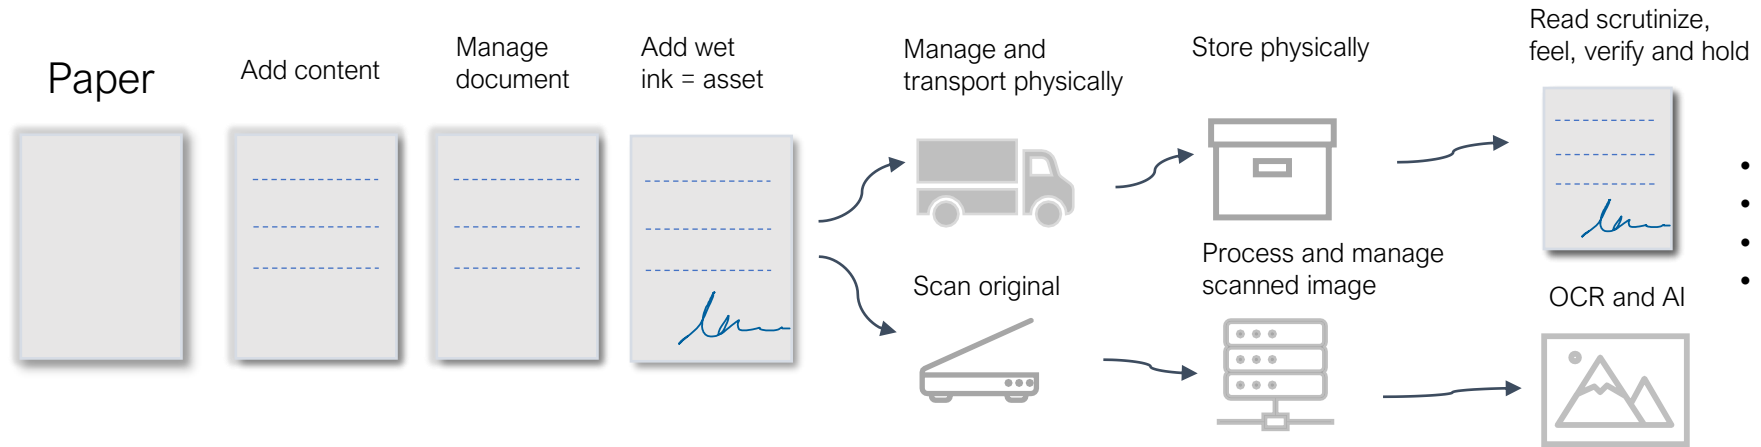 Paper
Add content
Manage
document
Add wet
ink = asset
Manage and
transport physically
Store physically
Read scrutinize,
feel, verify and hold
Scan original
Process and manage
scanned image
OCR and AI